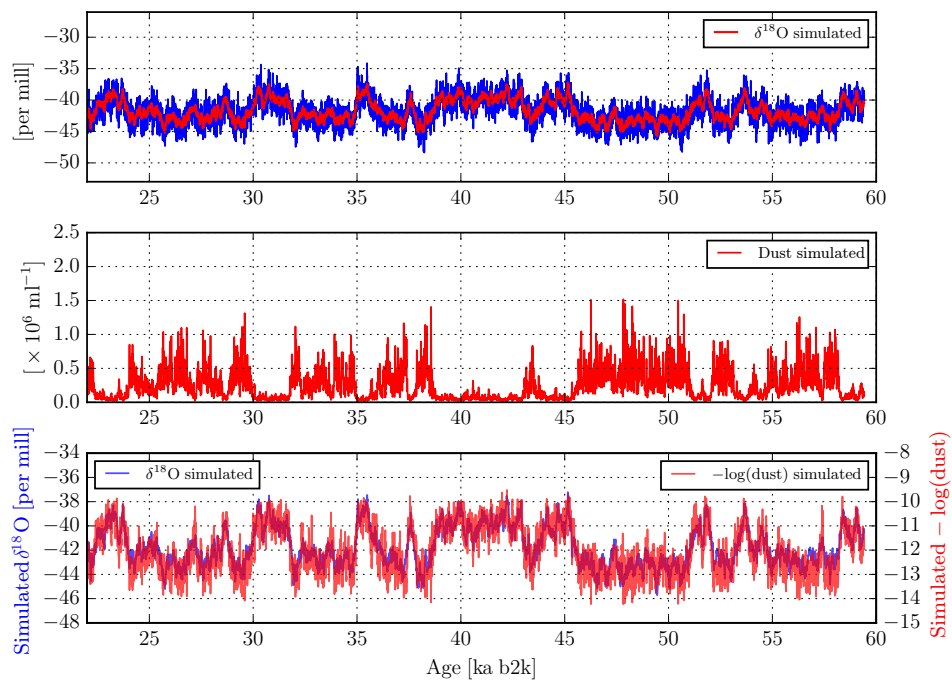 −26
−30
−35
−40
−45
−50
[per mill]
δ¹⁸O simulated
25 30 35 40 45 50 55 60
2.5
2.0
1.5
1.0
0.5
0.0
[ × 10⁶ ml⁻¹]
Dust simulated
25 30 35 40 45 50 55 60
−34
−36
−38
−40
−42
−44
−46
−48
Simulated δ¹⁸O [per mill]
δ¹⁸O simulated
−log(dust) simulated
−8
−9
−10
−11
−12
−13
−14
−15
Simulated − log(dust)
25 30 35 40 45 50 55 60
Age [ka b2k]